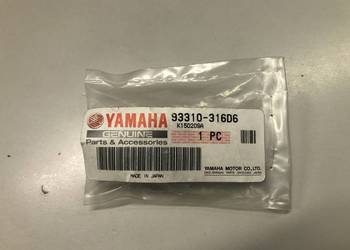 YAMAHA 93310-316D6
K150209A
GENUINE
Parts & Accessories
1 PC
YAMAHA MOTOR CO., LTD.
MADE IN JAPAN